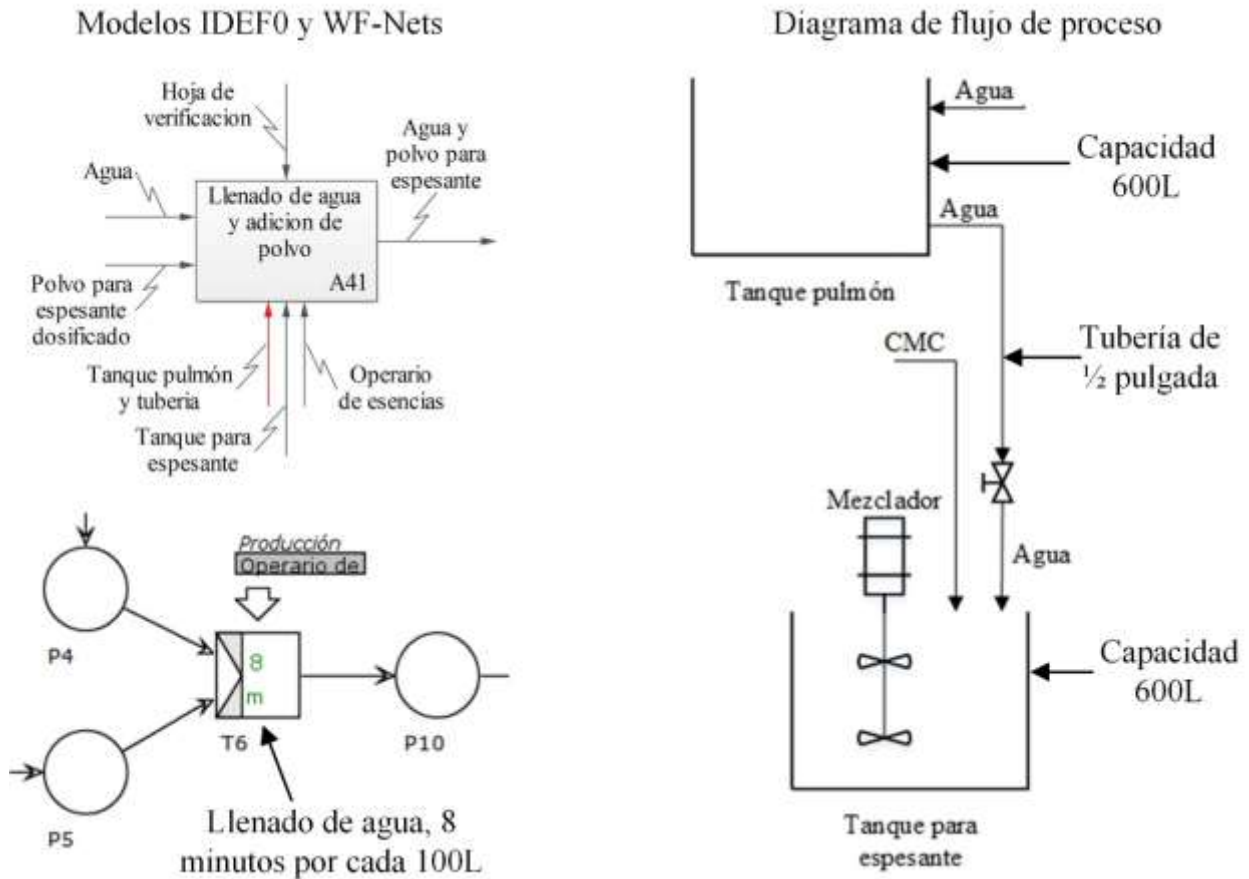 Modelos IDEF0 y WF-Nets
Hoja de
verificacion
Agua
Agua y
polvo para
espesante
Llenado de agua
y adicion de
polvo
A41
Polvo para
espesante
dosificado
Tanque pulmón
y tuberia
Tanque para
espesante
Operario
de esencias
Producción
Operario de
P4
8
m
T6
P10
P5
Llenado de agua, 8
minutos por cada 100L
Diagrama de flujo de proceso
Agua
Capacidad
600L
Agua
Tanque pulmón
CMC
Tubería de
½ pulgada
Mezclador
Agua
Capacidad
600L
Tanque para
espesante